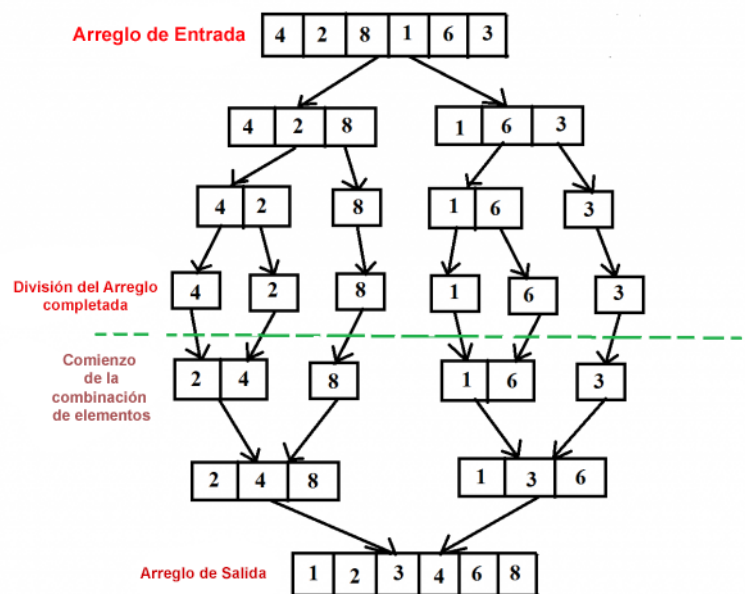 Arreglo de Entrada 4 2 8 1 6 3
4 2 8 1 6 3
4 2 8 1 6 3
División del Arreglo
completada
4 2 8 1 6 3
Comienzo
de la
combinación
de elementos
2 4 8 1 6 3
2 4 8 1 3 6
Arreglo de Salida 1 2 3 4 6 8